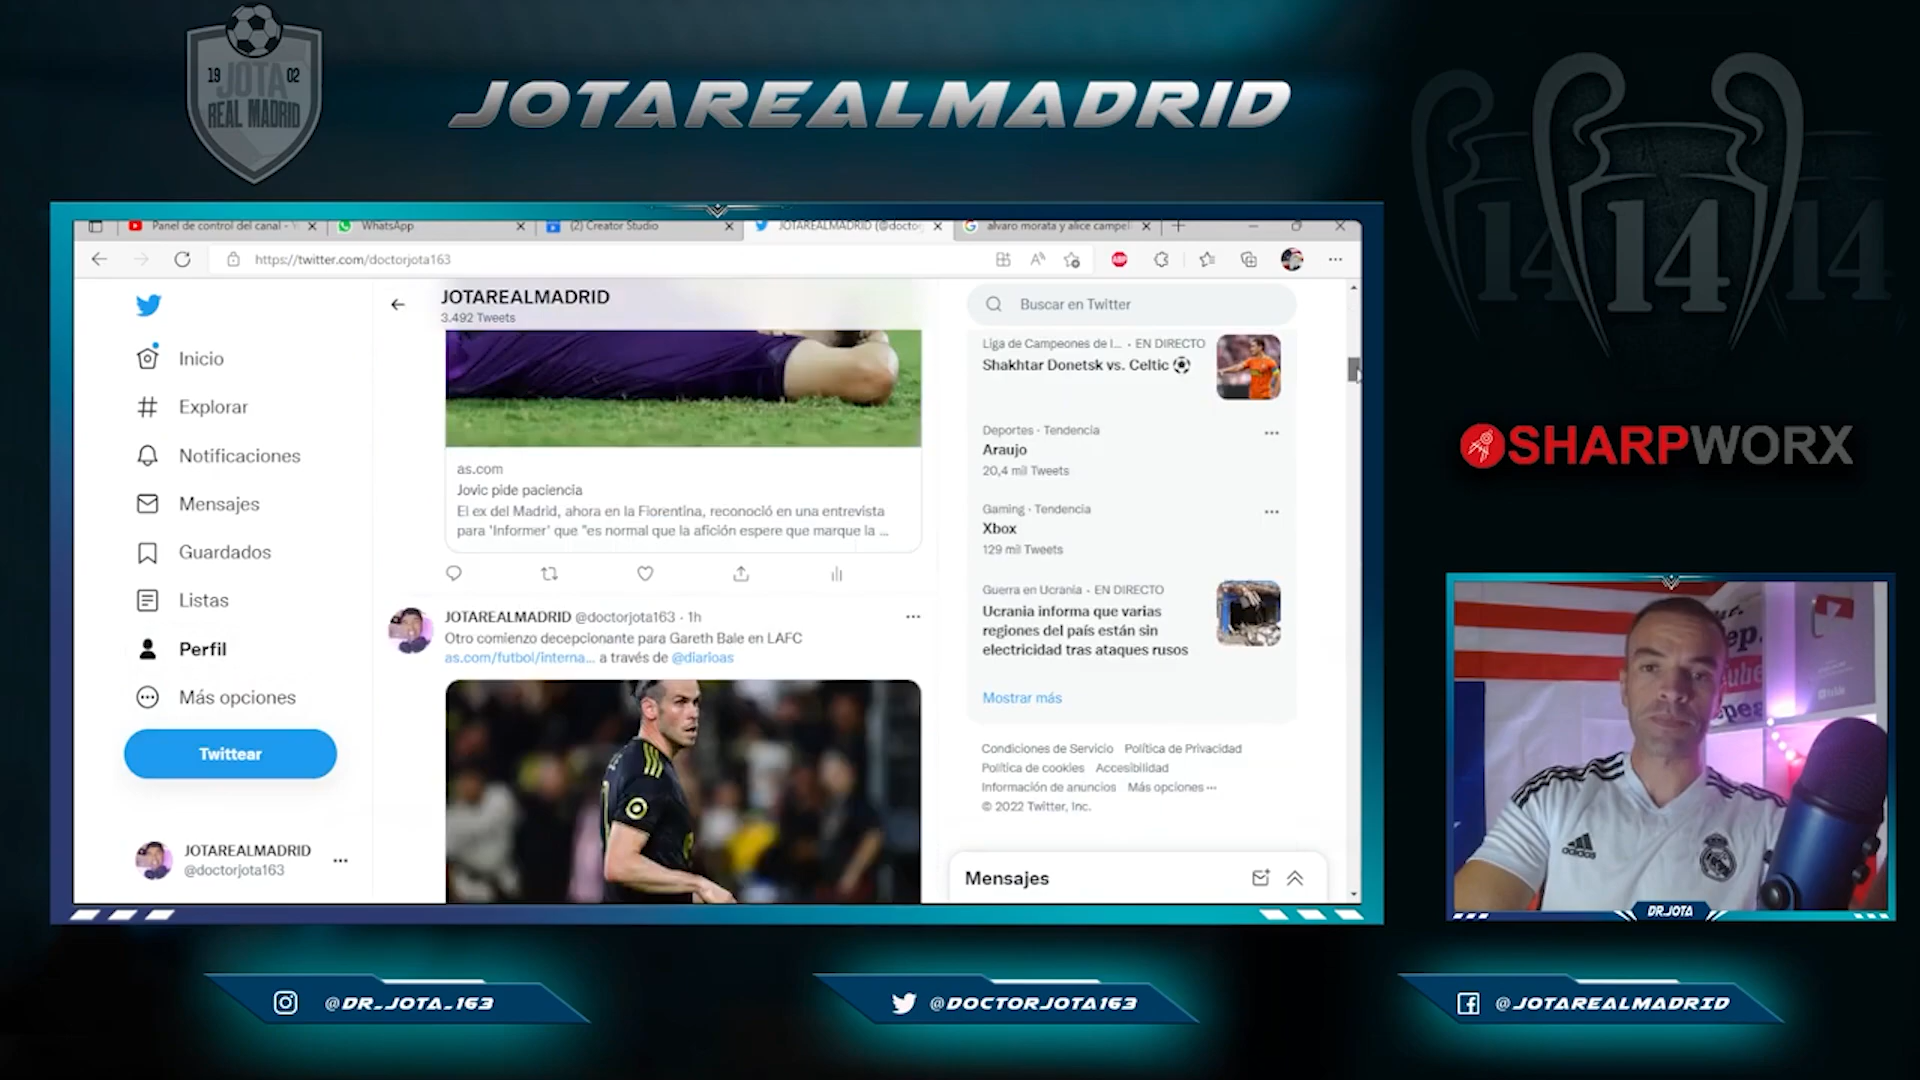 19 JOTA 02
REAL MADRID
JOTAREALMADRID
14 14 14
Panel de control del canal - Y
WhatsApp
(2) Creator Studio
JOTAREALMADRID (@doctor
alvaro morata y alice campel
https://twitter.com/doctorjota163
ABP
JOTAREALMADRID
3.492 Tweets
Inicio
Explorar
Notificaciones
Mensajes
Guardados
Listas
Perfil
Más opciones
Twittear
JOTAREALMADRID
@doctorjota163
as.com
Jovic pide paciencia
El ex del Madrid, ahora en la Fiorentina, reconoció en una entrevista
para 'Informer' que "es normal que la afición espere que marque la ...
JOTAREALMADRID @doctorjota163 · 1h
Otro comienzo decepcionante para Gareth Bale en LAFC
as.com/futbol/interna... a través de @diarioas
Buscar en Twitter
Liga de Campeones de l... · EN DIRECTO
Shakhtar Donetsk vs. Celtic
Deportes · Tendencia
Araujo
20,4 mil Tweets
Gaming · Tendencia
Xbox
129 mil Tweets
Guerra en Ucrania · EN DIRECTO
Ucrania informa que varias
regiones del país están sin
electricidad tras ataques rusos
Mostrar más
Condiciones de Servicio Política de Privacidad
Política de cookies Accesibilidad
Información de anuncios Más opciones ···
© 2022 Twitter, Inc.
Mensajes
SHARPWORX
adidas
DR.JOTA
@DR_JOTA_163
@DOCTORJOTA163
@JOTAREALMADRID